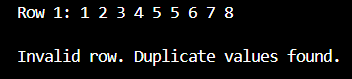 Row 1: 1 2 3 4 5 5 6 7 8
Invalid row. Duplicate values found.